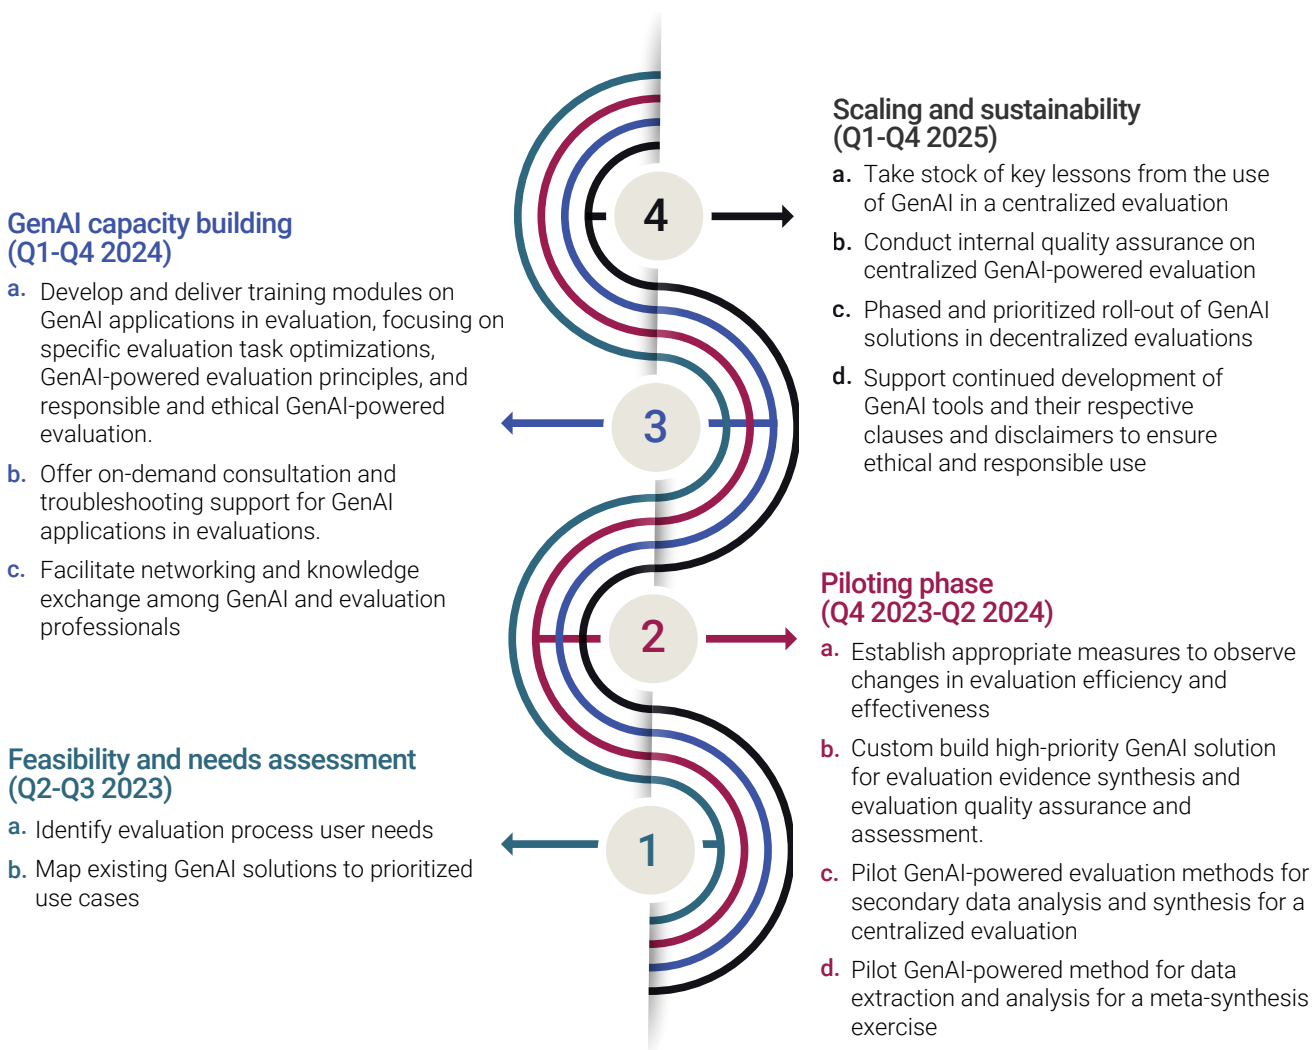 Scaling and sustainability
(Q1-Q4 2025)
a. Take stock of key lessons from the use
of GenAI in a centralized evaluation
b. Conduct internal quality assurance on
centralized GenAI-powered evaluation
c. Phased and prioritized roll-out of GenAI
solutions in decentralized evaluations
d. Support continued development of
GenAI tools and their respective
clauses and disclaimers to ensure
ethical and responsible use
4
GenAI capacity building
(Q1-Q4 2024)
a. Develop and deliver training modules on
GenAI applications in evaluation, focusing on
specific evaluation task optimizations,
GenAI-powered evaluation principles, and
responsible and ethical GenAI-powered
evaluation.
b. Offer on-demand consultation and
troubleshooting support for GenAI
applications in evaluations.
c. Facilitate networking and knowledge
exchange among GenAI and evaluation
professionals
3
Piloting phase
(Q4 2023-Q2 2024)
a. Establish appropriate measures to observe
changes in evaluation efficiency and
effectiveness
b. Custom build high-priority GenAI solution
for evaluation evidence synthesis and
evaluation quality assurance and
assessment.
c. Pilot GenAI-powered evaluation methods for
secondary data analysis and synthesis for a
centralized evaluation
d. Pilot GenAI-powered method for data
extraction and analysis for a meta-synthesis
exercise
2
Feasibility and needs assessment
(Q2-Q3 2023)
a. Identify evaluation process user needs
b. Map existing GenAI solutions to prioritized
use cases
1